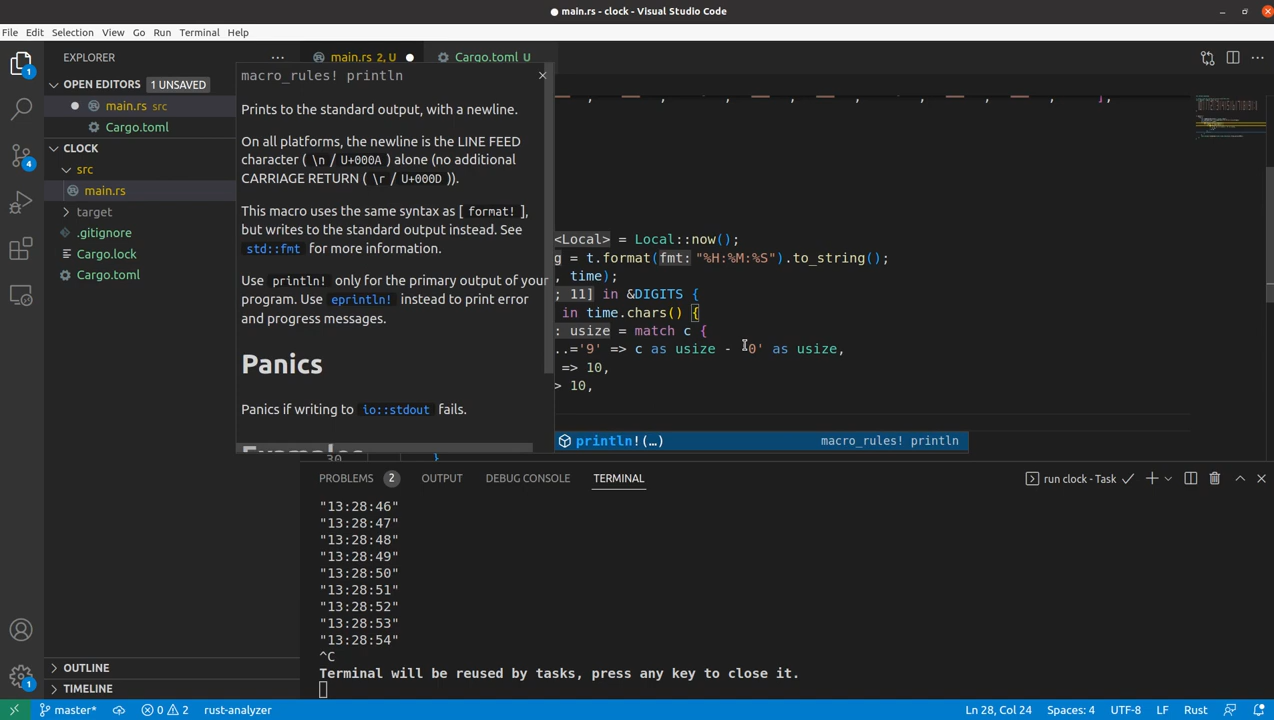 main.rs - clock - Visual Studio Code
File Edit Selection View Go Run Terminal Help
EXPLORER
main.rs 2, U
Cargo.toml U
OPEN EDITORS 1 UNSAVED
main.rs src
Cargo.toml
CLOCK
src
main.rs
target
.gitignore
Cargo.lock
Cargo.toml
OUTLINE
TIMELINE
1
4
1
macro_rules! println
Prints to the standard output, with a newline.
On all platforms, the newline is the LINE FEED
character ( \n / U+000A ) alone (no additional
CARRIAGE RETURN ( \r / U+000D )).
This macro uses the same syntax as [ format! ],
but writes to the standard output instead. See
std::fmt for more information.
Use println! only for the primary output of your
program. Use eprintln! instead to print error
and progress messages.
Panics
Panics if writing to io::stdout fails.
Examples
<Local> = Local::now();
g = t.format(fmt: "%H:%M:%S").to_string();
, time);
; 11] in &DIGITS {
in time.chars() {
: usize = match c {
..='9' => c as usize - '0' as usize,
=> 10,
> 10,
println!(…) macro_rules! println
30 }
PROBLEMS 2 OUTPUT DEBUG CONSOLE TERMINAL
run clock - Task
"13:28:46"
"13:28:47"
"13:28:48"
"13:28:49"
"13:28:50"
"13:28:51"
"13:28:52"
"13:28:53"
"13:28:54"
^C
Terminal will be reused by tasks, press any key to close it.
master* 0 2 rust-analyzer Ln 28, Col 24 Spaces: 4 UTF-8 LF Rust